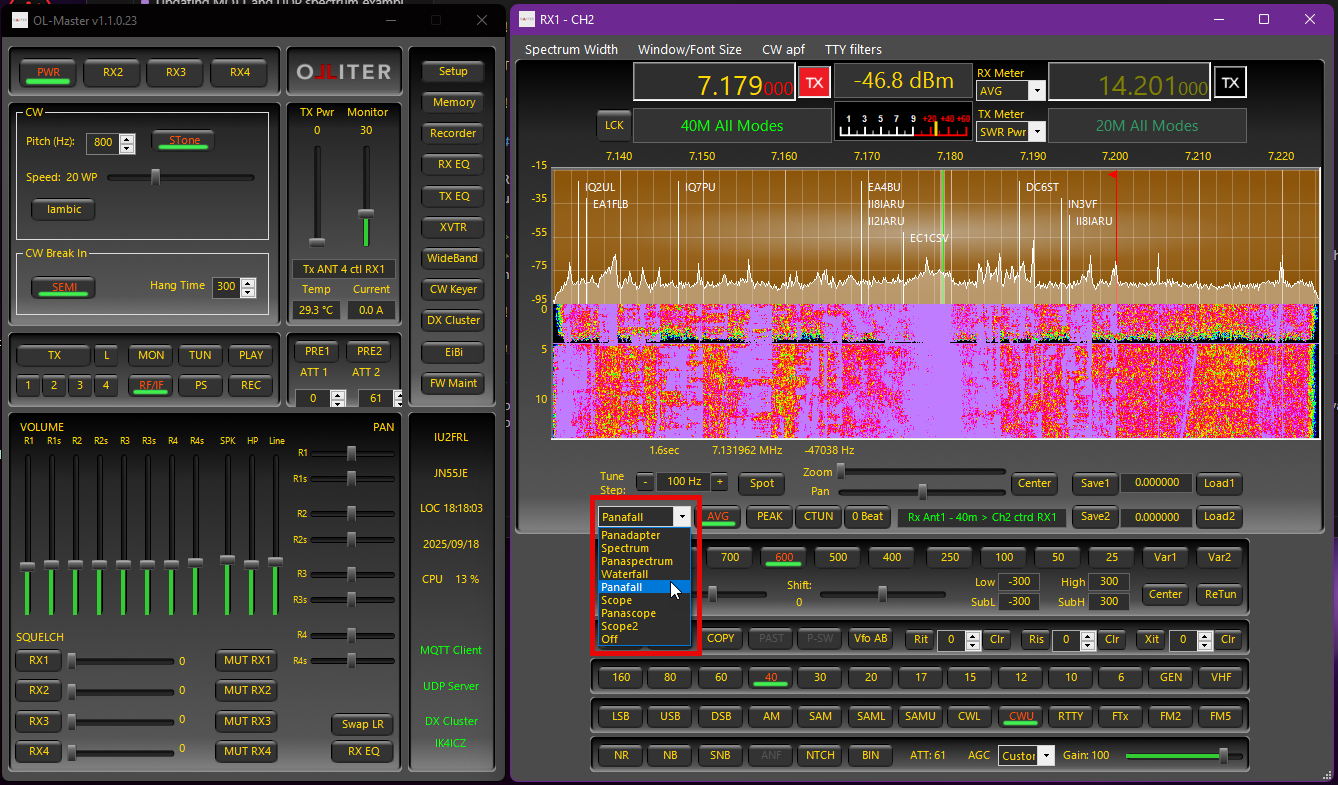 Updating MQTT and UDP spectrum exampl
OL-Master v1.1.0.23
PWR RX2 RX3 RX4
OLLITER
CW
Pitch (Hz): 800 STone
Speed: 20 WP
Iambic
CW Break In
SEMI Hang Time 300
TX Pwr Monitor
0 30
Tx ANT 4 ctl RX1
Temp Current
29.3 °C 0.0 A
Setup
Memory
Recorder
RX EQ
TX EQ
XVTR
WideBand
CW Keyer
DX Cluster
EiBi
FW Maint
TX L MON TUN PLAY
1 2 3 4 RF/IF PS REC
PRE1 PRE2
ATT 1 ATT 2
0 61
VOLUME PAN
R1 R1s R2 R2s R3 R3s R4 R4s SPK HP Line
R1
R1s
R2
R2s
R3
R3s
R4
R4s
SQUELCH
RX1 0 MUT RX1
RX2 0 MUT RX2
RX3 0 MUT RX3
RX4 0 MUT RX4
Swap LR
RX EQ
IU2FRL
JN55JE
LOC 18:18:03
2025/09/18
CPU 13 %
MQTT Client
UDP Server
DX Cluster
IK4ICZ
RX1 - CH2
Spectrum Width Window/Font Size CW apf TTY filters
7.179000 TX -46.8 dBm RX Meter 14.201000 TX
AVG
LCK 40M All Modes 1 3 5 7 9 +20 +40 +60 TX Meter 20M All Modes
SWR Pwr
7.140 7.150 7.160 7.170 7.180 7.190 7.200 7.210 7.220
-15
-35
-55
-75
-95
0
5
10
IQ2UL IQ7PU EA4BU DC6ST
EA1FLB II8IARU IN3VF
II2IARU II8IARU
EC1CSV
1.6sec 7.131962 MHz -47038 Hz
Tune Step: - 100 Hz + Spot Zoom Center Save1 0.000000 Load1
Pan
Panafall AVG PEAK CTUN 0 Beat Rx Ant1 - 40m > Ch2 ctrd RX1 Save2 0.000000 Load2
Panadapter
Spectrum
Panaspectrum
Waterfall
Panafall
Scope
Panascope
Scope2
Off
700 600 500 400 250 100 50 25 Var1 Var2
Shift: 0 Low -300 High 300 Center ReTun
SubL -300 SubH 300
COPY PAST P-SW Vfo AB Rit 0 Clr Ris 0 Clr Xit 0 Clr
160 80 60 40 30 20 17 15 12 10 6 GEN VHF
LSB USB DSB AM SAM SAML SAMU CWL CWU RTTY FTx FM2 FM5
NR NB SNB ANF NTCH BIN ATT: 61 AGC Custor Gain: 100